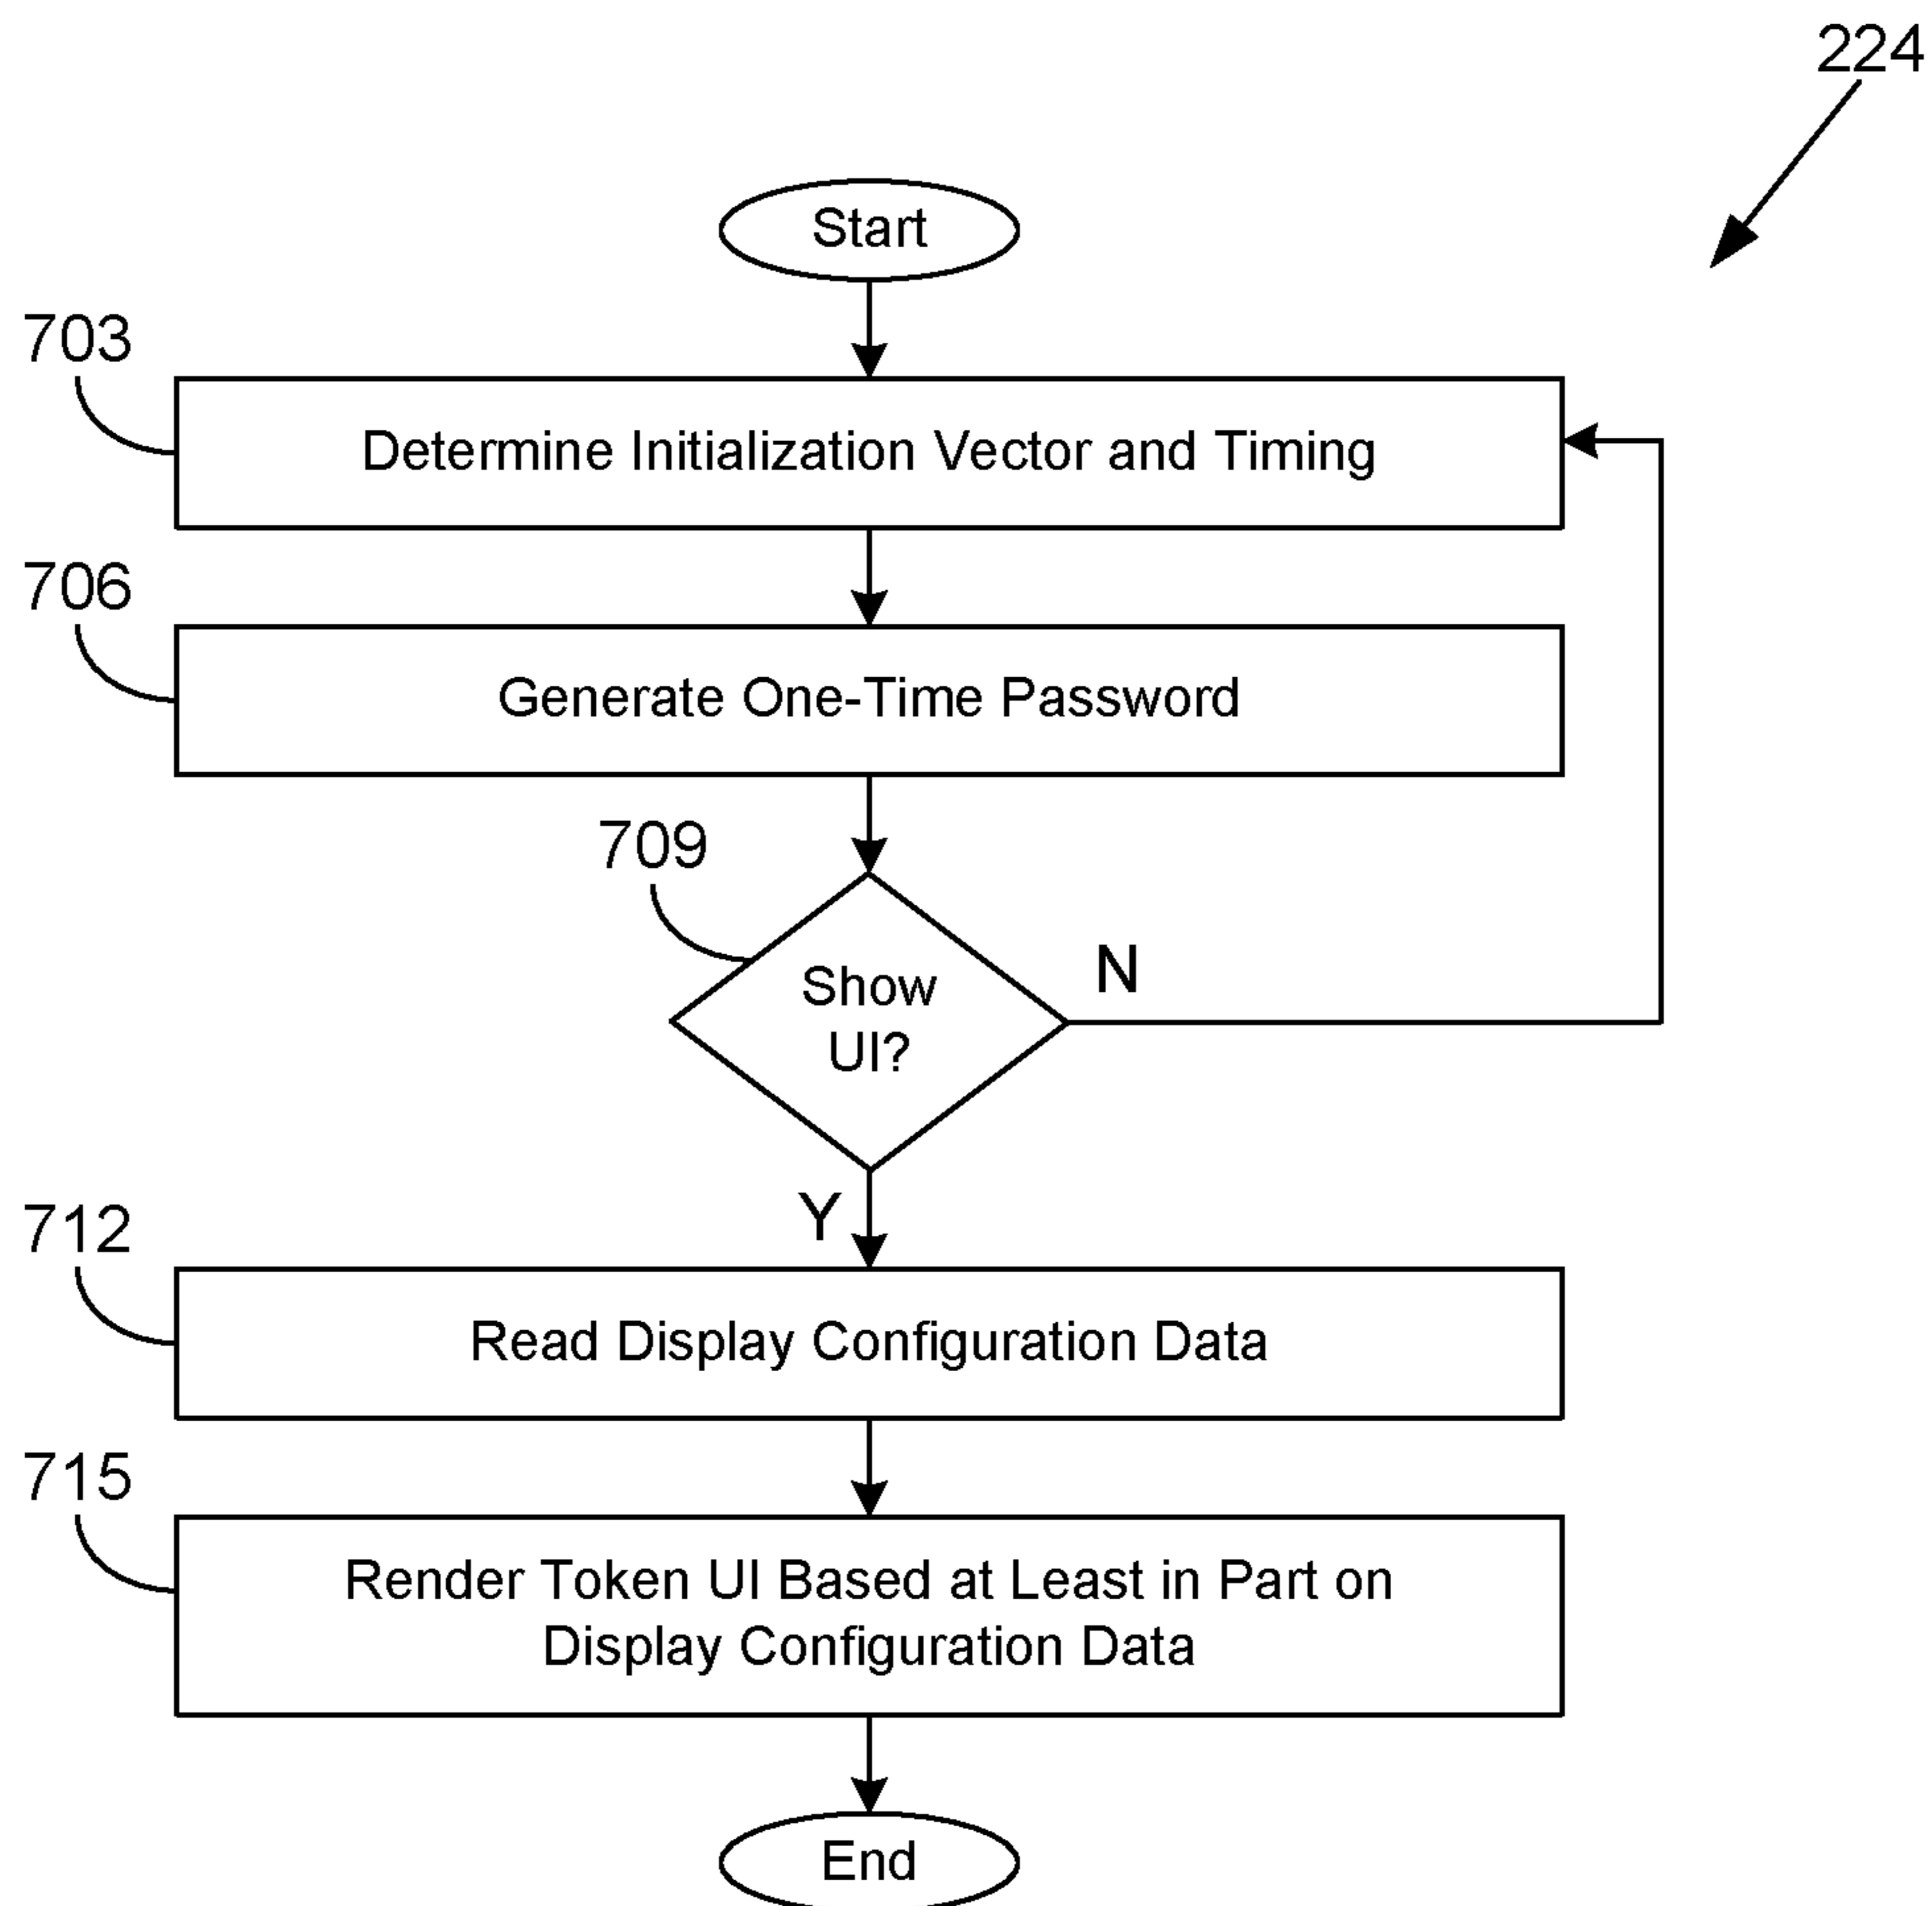 224
Start
703
Determine Initialization Vector and Timing
706
Generate One-Time Password
709
Show
UI?
N
Y
712
Read Display Configuration Data
715
Render Token UI Based at Least in Part on
Display Configuration Data
End